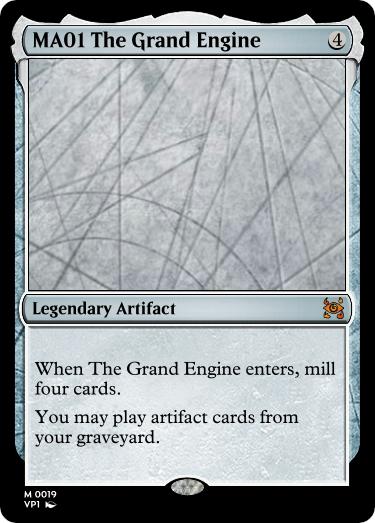 MA01 The Grand Engine 4
Legendary Artifact
When The Grand Engine enters, mill
four cards.
You may play artifact cards from
your graveyard.
M 0019
VP1